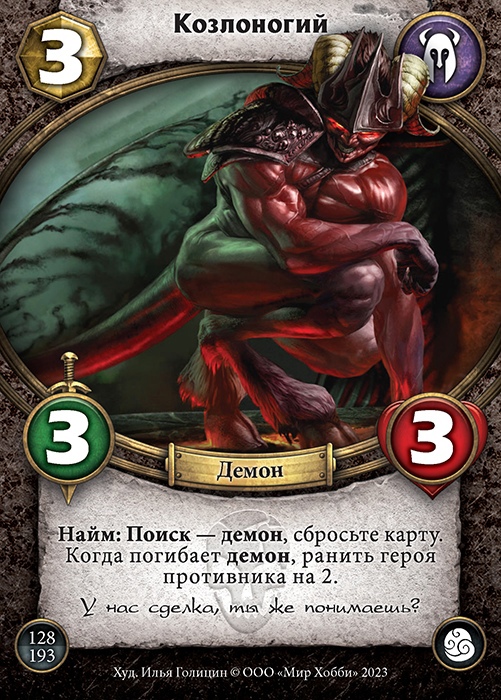 Козлоногий
3
3
3
Демон
Найм: Поиск — демон, сбросьте карту.
Когда погибает демон, ранить героя
противника на 2.
У нас сделка, ты же понимаешь?
128
193
Худ. Илья Голицин © ООО «Мир Хобби» 2023